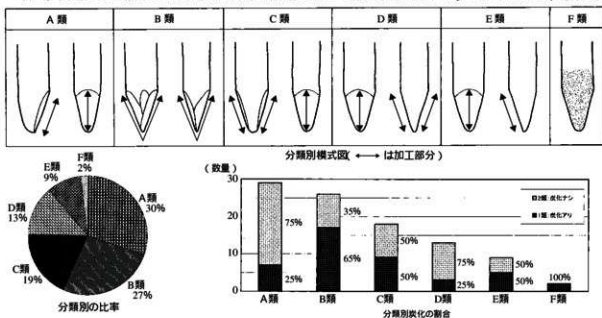 A類 B類 C類 D類 E類 F類
分類別模式図(←→は加工部分)
F類
2%
E類
9%
D類
13%
C類
19%
A類
30%
B類
27%
分類別の比率
(数量)
30
20
10
0
75%
25%
35%
65%
50%
50%
75%
25%
50%
50%
100%
2類:炭化ナシ
1類:炭化アリ
A類 B類 C類 D類 E類 F類
分類別炭化の割合